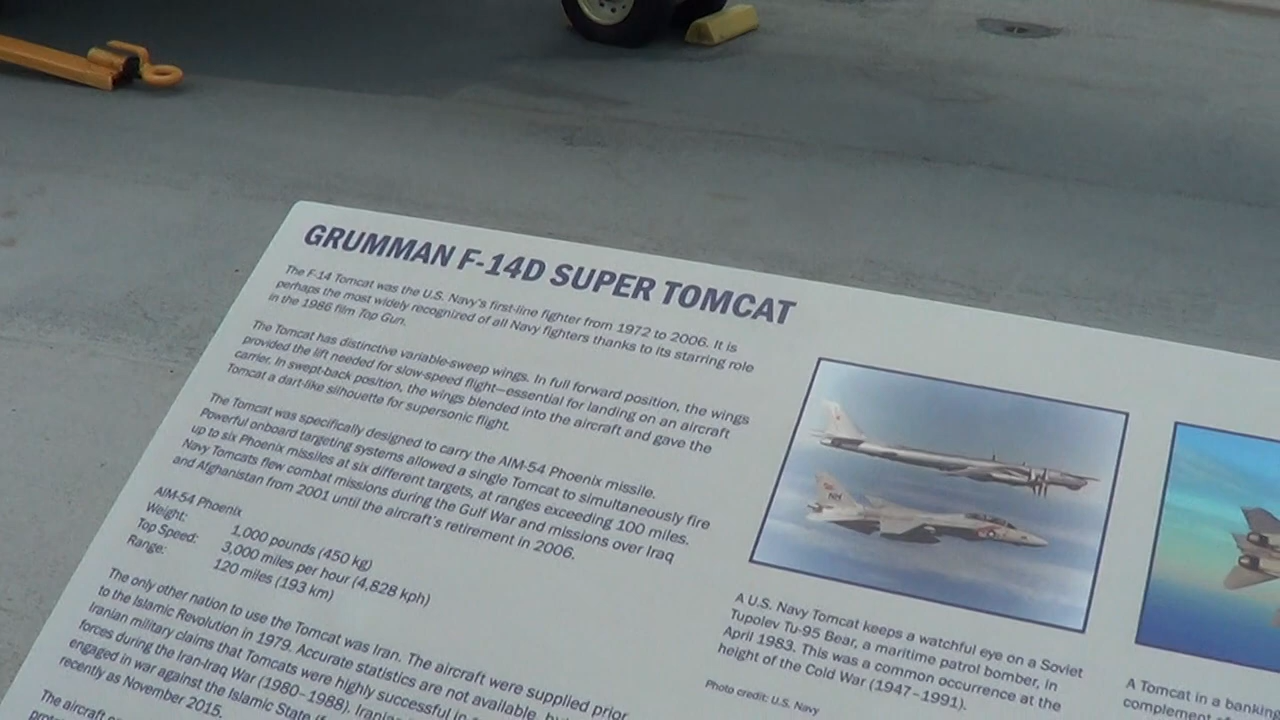 GRUMMAN F-14D SUPER TOMCAT
The F-14 Tomcat was the U.S. Navy's first-line fighter from 1972 to 2006. It is
perhaps the most widely recognized of all Navy fighters thanks to its starring role
in the 1986 film Top Gun.
The Tomcat has distinctive variable-sweep wings. In full forward position, the wings
provided the lift needed for slow-speed flight—essential for landing on an aircraft
carrier. In swept-back position, the wings blended into the aircraft and gave the
Tomcat a dart-like silhouette for supersonic flight.
The Tomcat was specifically designed to carry the AIM-54 Phoenix missile.
Powerful onboard targeting systems allowed a single Tomcat to simultaneously fire
up to six Phoenix missiles at six different targets, at ranges exceeding 100 miles.
Navy Tomcats flew combat missions during the Gulf War and missions over Iraq
and Afghanistan from 2001 until the aircraft's retirement in 2006.
AIM-54 Phoenix
Weight: 1,000 pounds (450 kg)
Top Speed: 3,000 miles per hour (4,828 kph)
Range: 120 miles (193 km)
The only other nation to use the Tomcat was Iran. The aircraft were supplied prior
to the Islamic Revolution in 1979. Accurate statistics are not available,
Iranian military claims that Tomcats were highly successful in
forces during the Iran-Iraq War (1980–1988).
engaged in war against the Islamic State
recently as November 2015.
The aircraft
A U.S. Navy Tomcat keeps a watchful eye on a Soviet
Tupolev Tu-95 Bear, a maritime patrol bomber, in
April 1983. This was a common occurrence at the
height of the Cold War (1947–1991).
Photo credit: U.S. Navy
A Tomcat in a banking
complement
NH